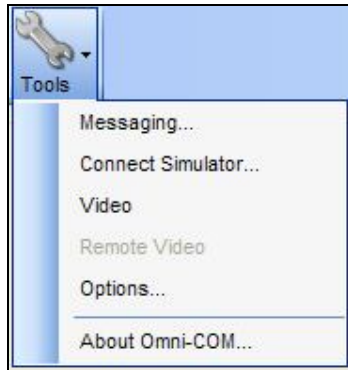 Tools
Messaging...
Connect Simulator...
Video
Remote Video
Options...
About Omni-COM...